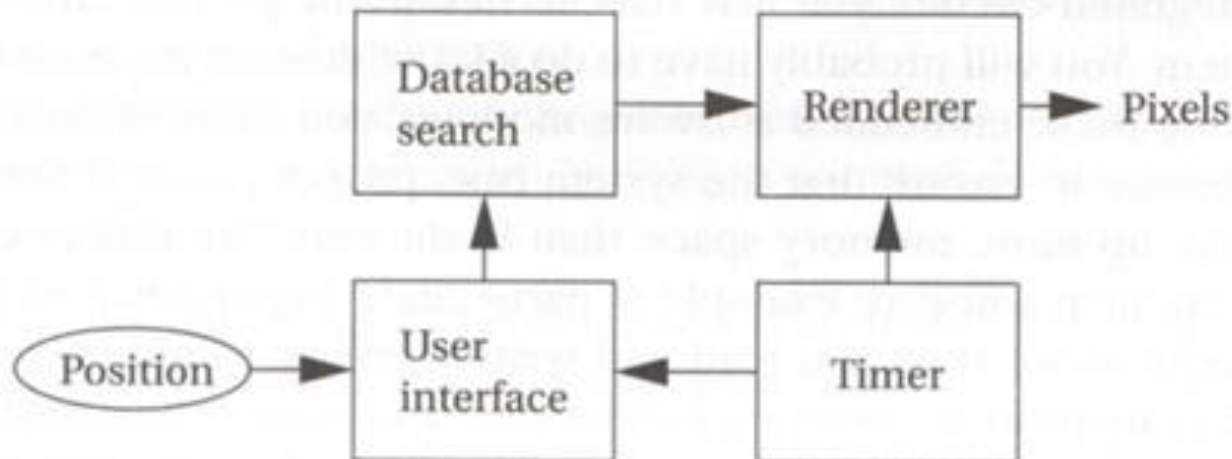 Database
search
Renderer
Pixels
Position
User
interface
Timer